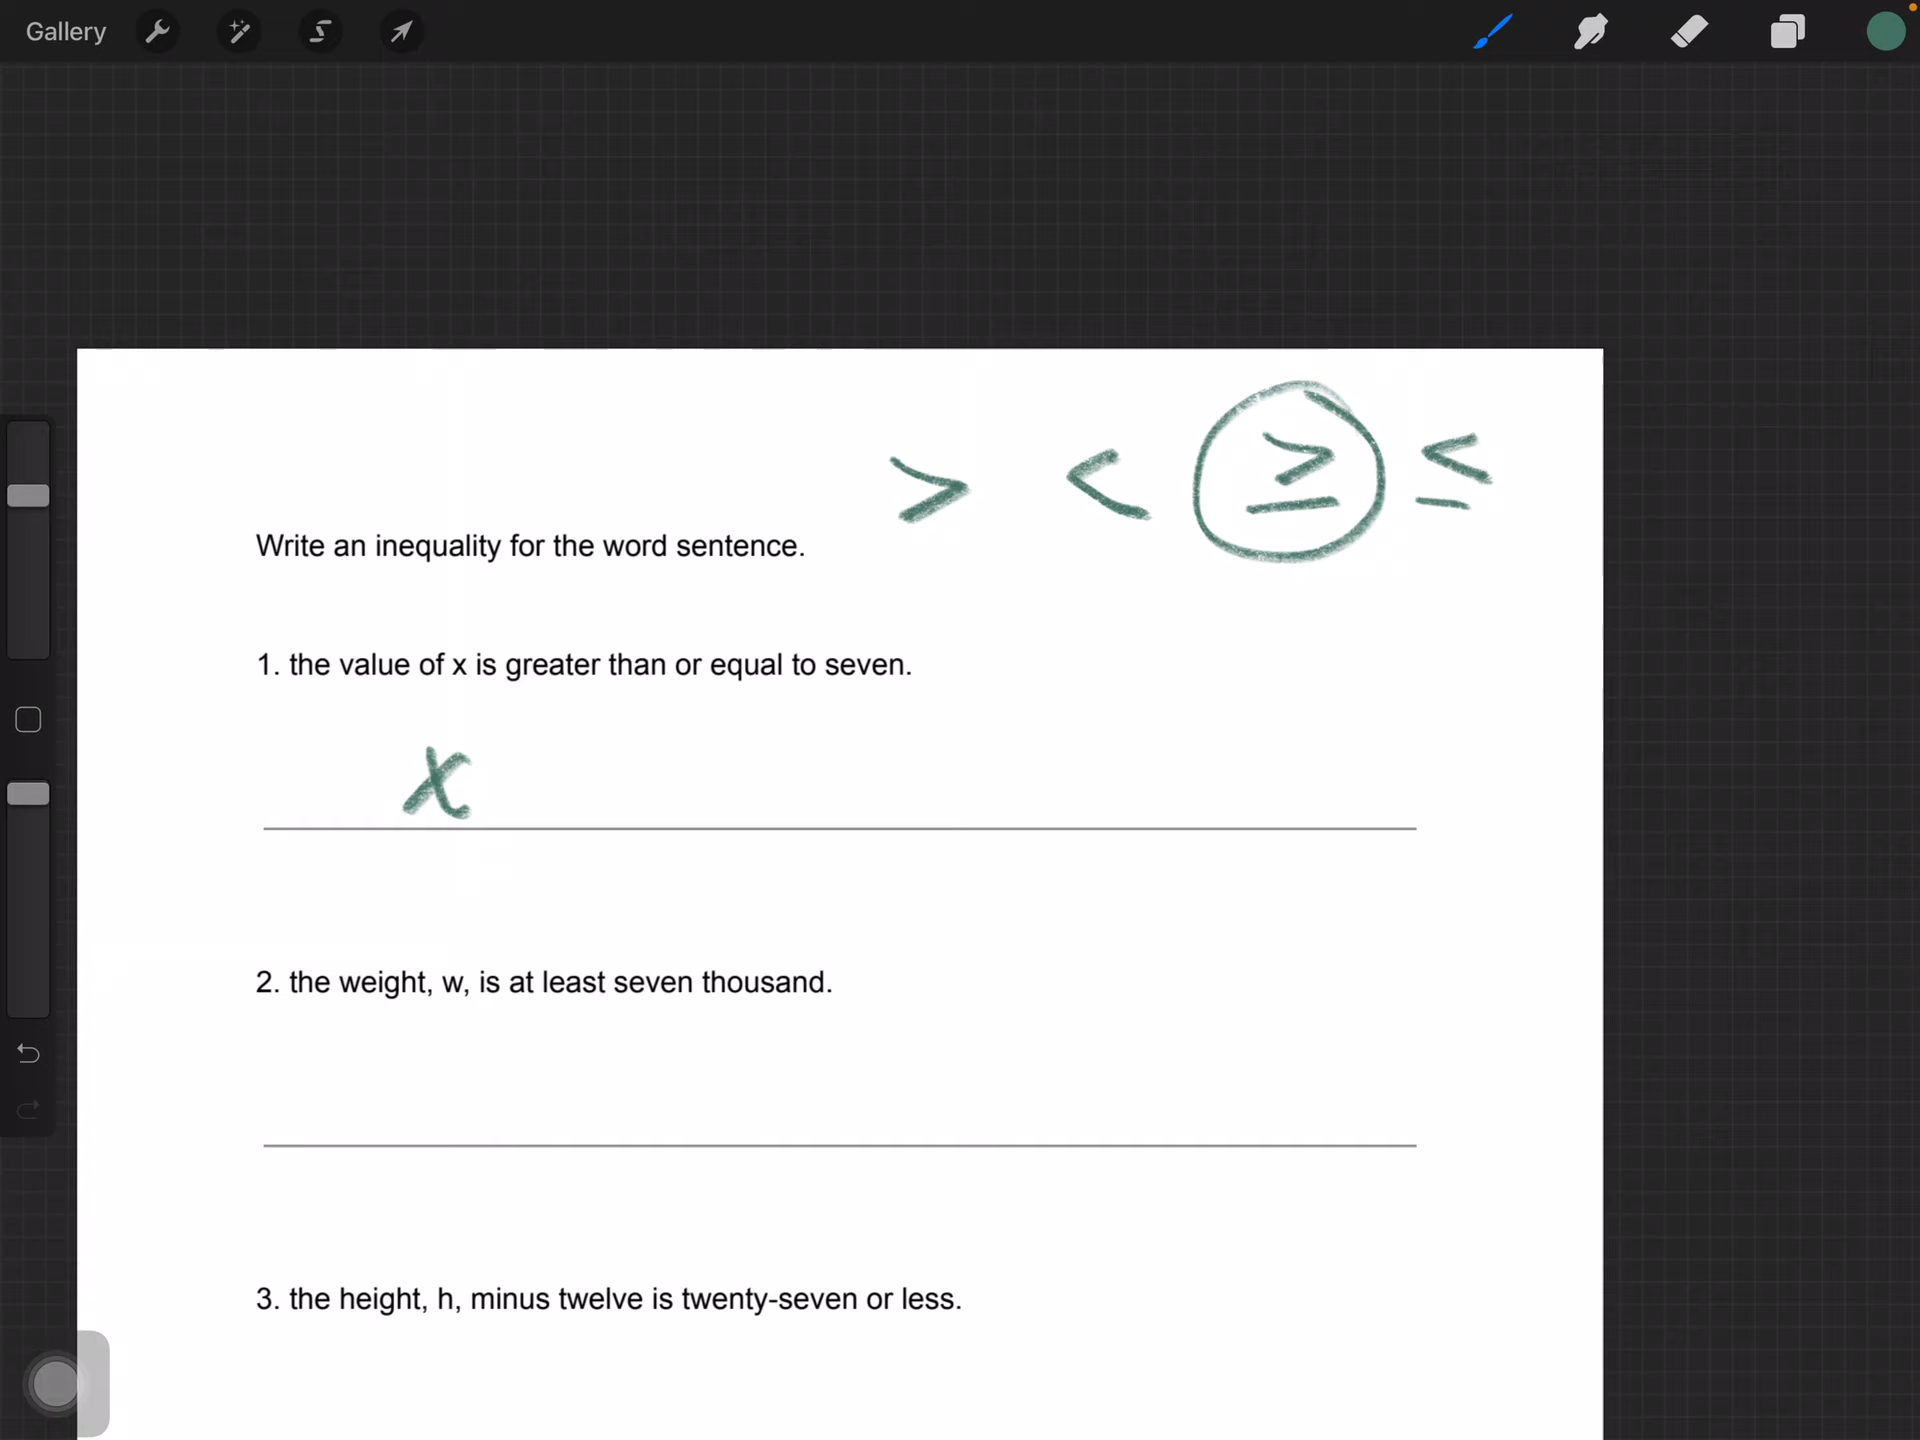 Gallery
> < ≥ ≤
Write an inequality for the word sentence.
1. the value of x is greater than or equal to seven.
x
2. the weight, w, is at least seven thousand.
3. the height, h, minus twelve is twenty-seven or less.